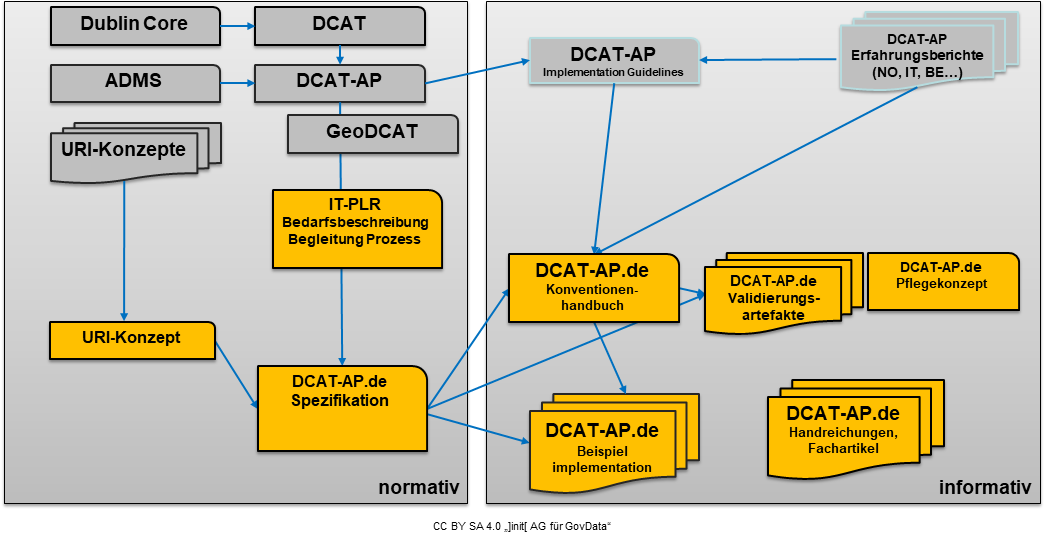 Dublin Core
DCAT
ADMS
DCAT-AP
GeoDCAT
URI-Konzepte
IT-PLR
Bedarfsbeschreibung
Begleitung Prozess
URI-Konzept
DCAT-AP.de
Spezifikation
normativ
DCAT-AP
Implementation Guidelines
DCAT-AP
Erfahrungsberichte
(NO, IT, BE…)
DCAT-AP.de
Konventionen-
handbuch
DCAT-AP.de
Validierungs-
artefakte
DCAT-AP.de
Pflegekonzept
DCAT-AP.de
Beispiel
implementation
DCAT-AP.de
Handreichungen,
Fachartikel
informativ
CC BY SA 4.0 „]init[ AG für GovData“